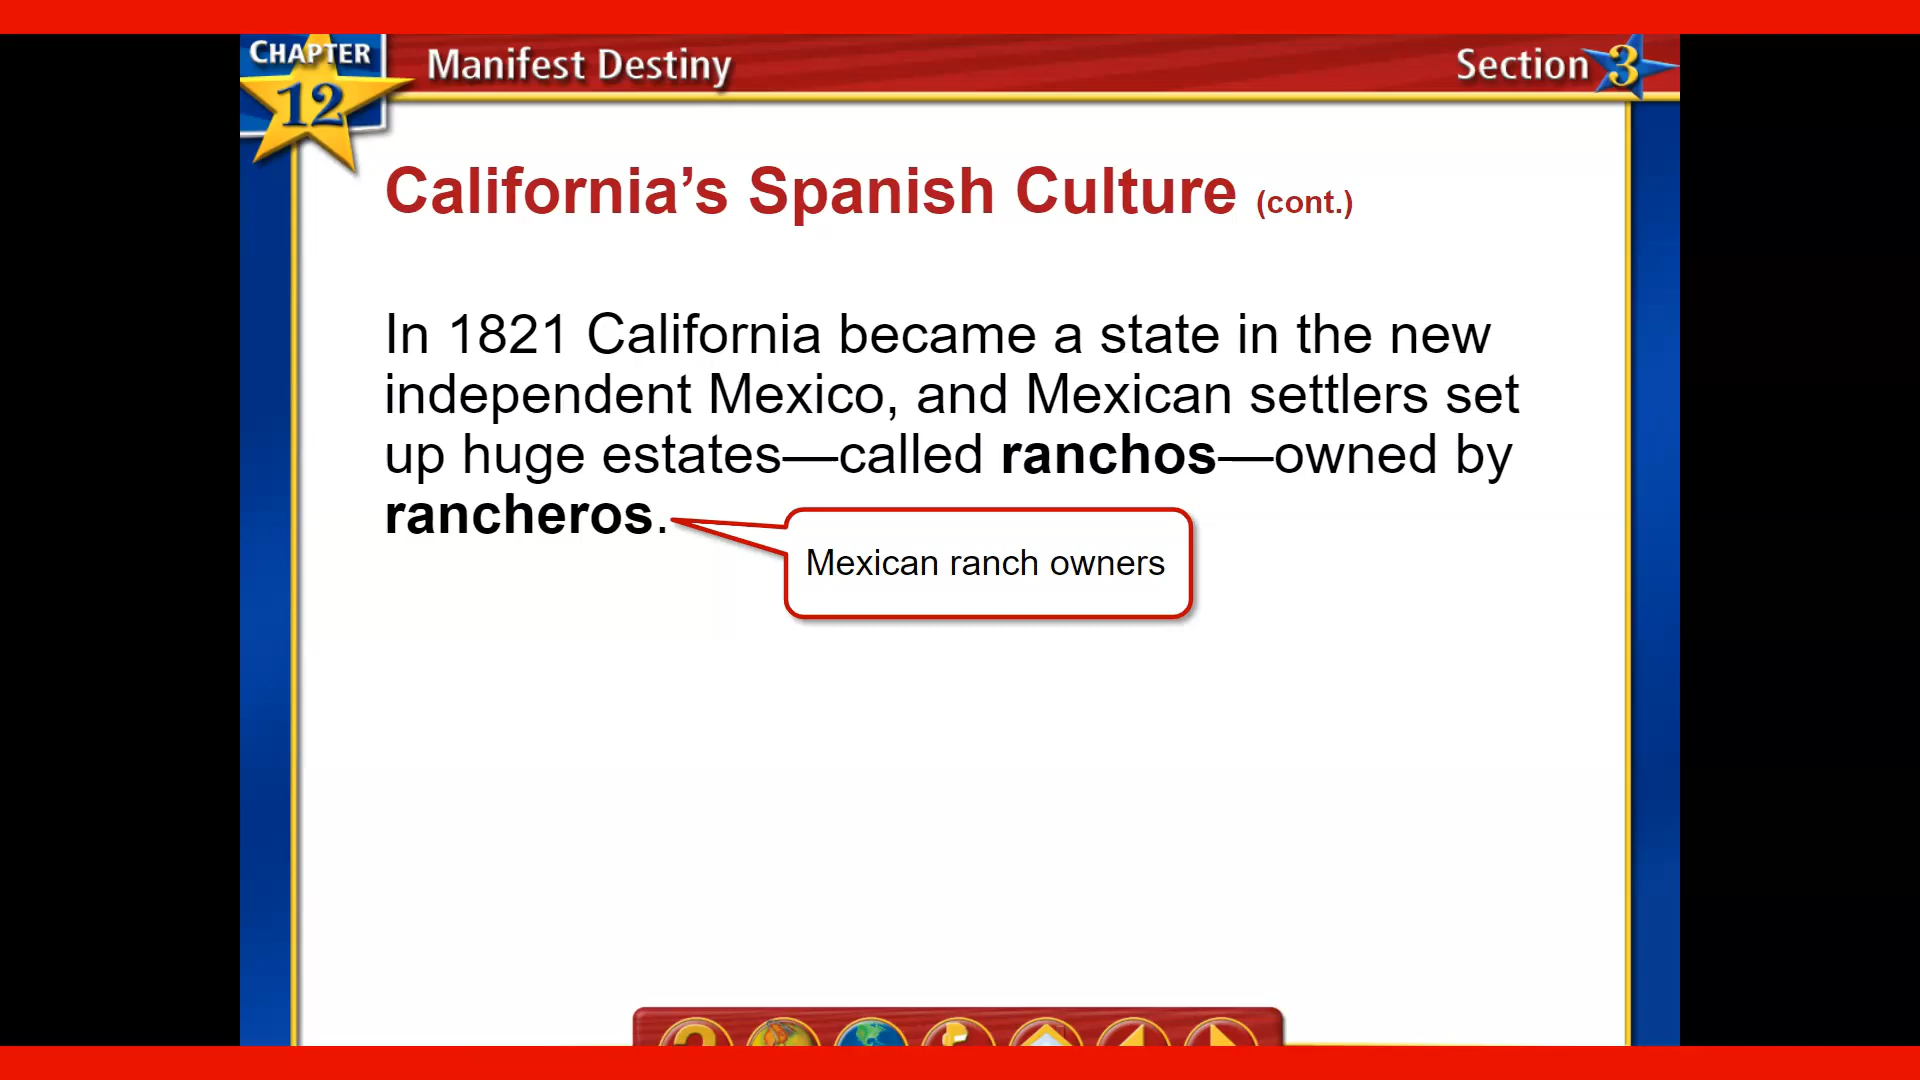 CHAPTER
12
Manifest Destiny
Section 3
California’s Spanish Culture (cont.)
In 1821 California became a state in the new
independent Mexico, and Mexican settlers set
up huge estates—called ranchos—owned by
rancheros.
Mexican ranch owners